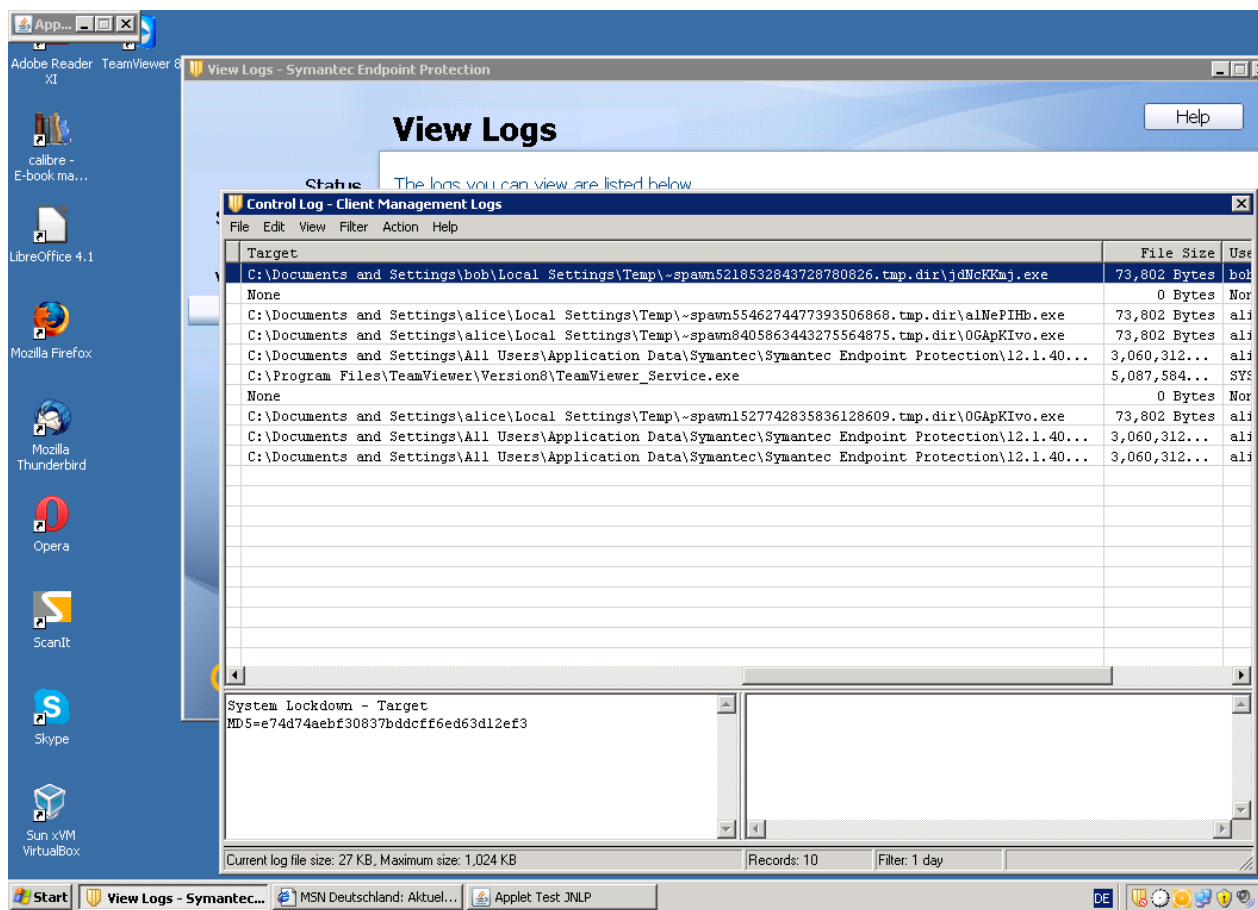 App...
Adobe Reader XI
TeamViewer 8
calibre - E-book ma...
LibreOffice 4.1
Mozilla Firefox
Mozilla Thunderbird
Opera
ScanIt
Skype
Sun xVM VirtualBox
View Logs - Symantec Endpoint Protection
View Logs
Help
Status
The logs you can view are listed below
Control Log - Client Management Logs
File Edit View Filter Action Help
Target File Size Use
C:\Documents and Settings\bob\Local Settings\Temp\~spawn5218532843728780826.tmp.dir\jdNcKKmj.exe 73,802 Bytes bob
None 0 Bytes Non
C:\Documents and Settings\alice\Local Settings\Temp\~spawn5546274477393506868.tmp.dir\alNePIHb.exe 73,802 Bytes ali
C:\Documents and Settings\alice\Local Settings\Temp\~spawn8405863443275564875.tmp.dir\OGApKIvo.exe 73,802 Bytes ali
C:\Documents and Settings\All Users\Application Data\Symantec\Symantec Endpoint Protection\12.1.40... 3,060,312... ali
C:\Program Files\TeamViewer\Version8\TeamViewer_Service.exe 5,087,584... SYS
None 0 Bytes Non
C:\Documents and Settings\alice\Local Settings\Temp\~spawn1527742835836128609.tmp.dir\OGApKIvo.exe 73,802 Bytes ali
C:\Documents and Settings\All Users\Application Data\Symantec\Symantec Endpoint Protection\12.1.40... 3,060,312... ali
C:\Documents and Settings\All Users\Application Data\Symantec\Symantec Endpoint Protection\12.1.40... 3,060,312... ali
System Lockdown - Target
MD5=e74d74aebf30837bddcff6ed63d12ef3
Current log file size: 27 KB, Maximum size: 1,024 KB Records: 10 Filter: 1 day
Start View Logs - Symantec... MSN Deutschland: Aktuel... Applet Test JNLP DE